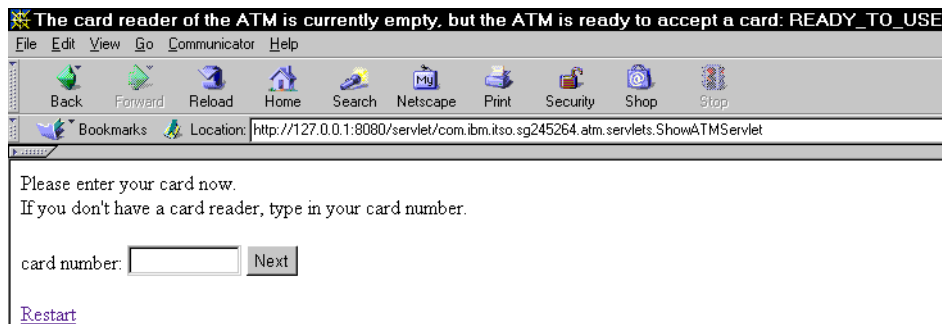 The card reader of the ATM is currently empty, but the ATM is ready to accept a card: READY_TO_USE
File Edit View Go Communicator Help
My
Back Forward Reload Home Search Netscape Print Security Shop Stop
Bookmarks Location: http://127.0.0.1:8080/servlet/com.ibm.itso.sg245264.atm.servlets.ShowATMServlet
Please enter your card now.
If you don't have a card reader, type in your card number.
card number: Next
Restart